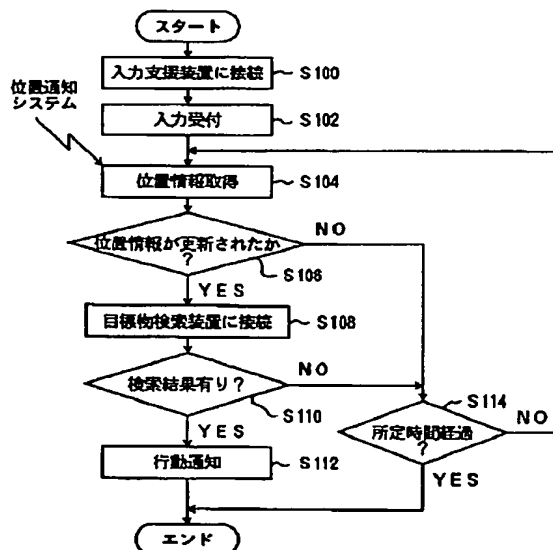 スタート
入力支援装置に接続
S100
位置通知
システム
入力受付
S102
位置情報取得
S104
位置情報が更新されたか
?
NO
S106
YES
目標物検索装置に接続
S108
検索結果有り?
NO
S110
YES
S114
所定時間経過
?
NO
行動通知
S112
YES
エンド